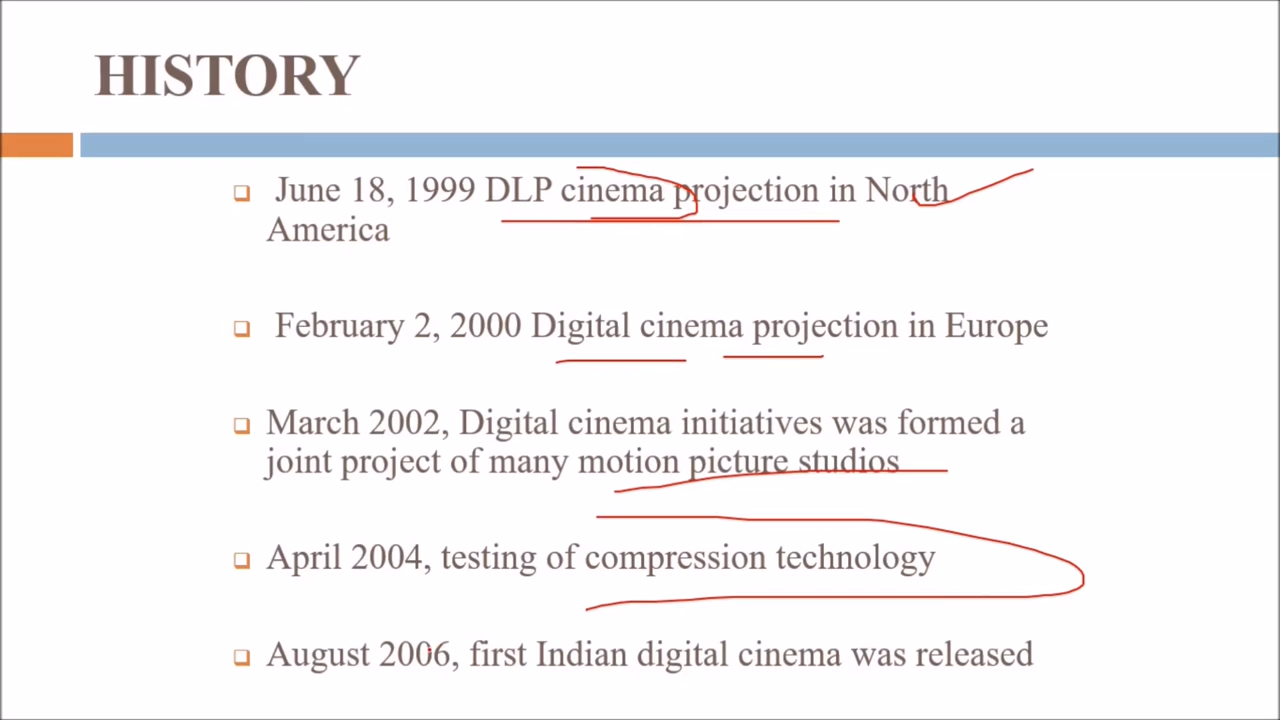 HISTORY
June 18, 1999 DLP cinema projection in North
America
February 2, 2000 Digital cinema projection in Europe
March 2002, Digital cinema initiatives was formed a
joint project of many motion picture studios
April 2004, testing of compression technology
August 2006, first Indian digital cinema was released